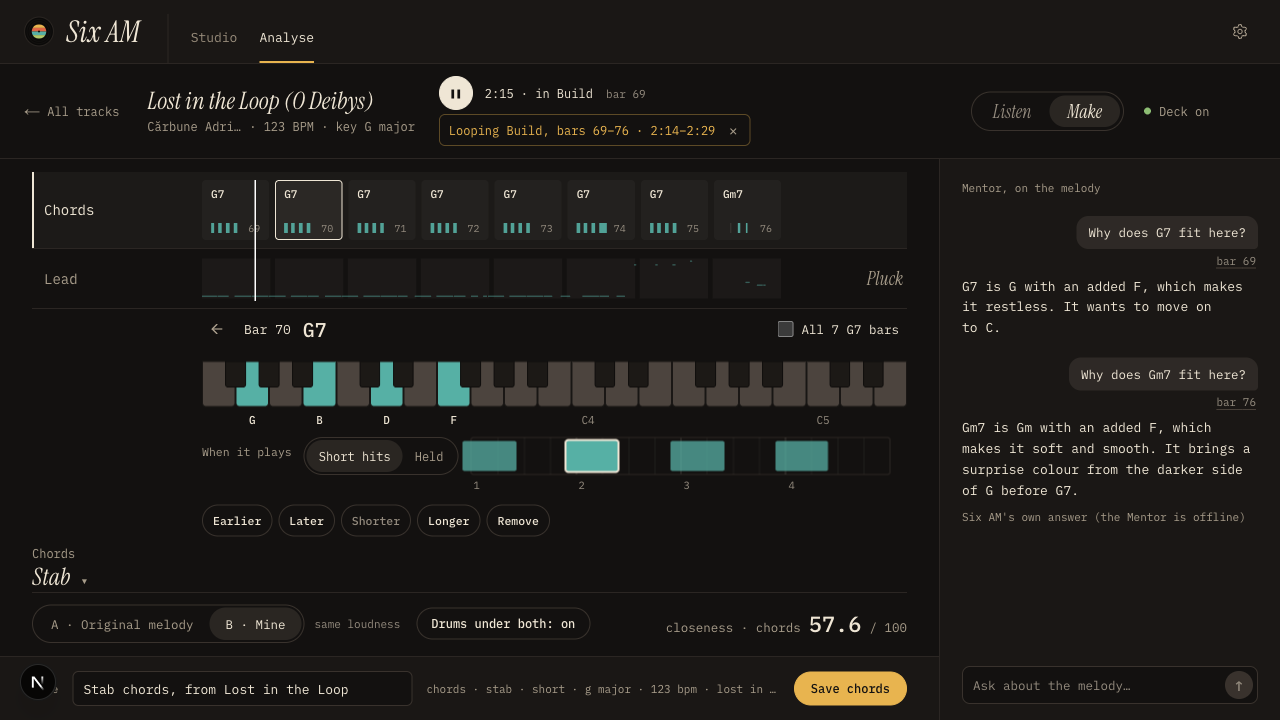 Six AM
Studio
Analyse
← All tracks
Lost in the Loop (O Deibys)
Cărbune Adri… · 123 BPM · key G major
2:15 · in Build bar 69
Looping Build, bars 69–76 · 2:14–2:29 ×
Listen
Make
Deck on
Chords
G7 69
G7 70
G7 71
G7 72
G7 73
G7 74
G7 75
Gm7 76
Lead
Pluck
← Bar 70 G7
All 7 G7 bars
G B D F C4 C5
When it plays
Short hits
Held
1 2 3 4
Earlier
Later
Shorter
Longer
Remove
Chords
Stab ▾
A · Original melody
B · Mine
same loudness
Drums under both: on
closeness · chords 57.6 / 100
N
Stab chords, from Lost in the Loop
chords · stab · short · g major · 123 bpm · lost in …
Save chords
Mentor, on the melody
Why does G7 fit here?
bar 69
G7 is G with an added F, which makes
it restless. It wants to move on
to C.
Why does Gm7 fit here?
bar 76
Gm7 is Gm with an added F, which
makes it soft and smooth. It brings a
surprise colour from the darker side
of G before G7.
Six AM's own answer (the Mentor is offline)
Ask about the melody…
↑